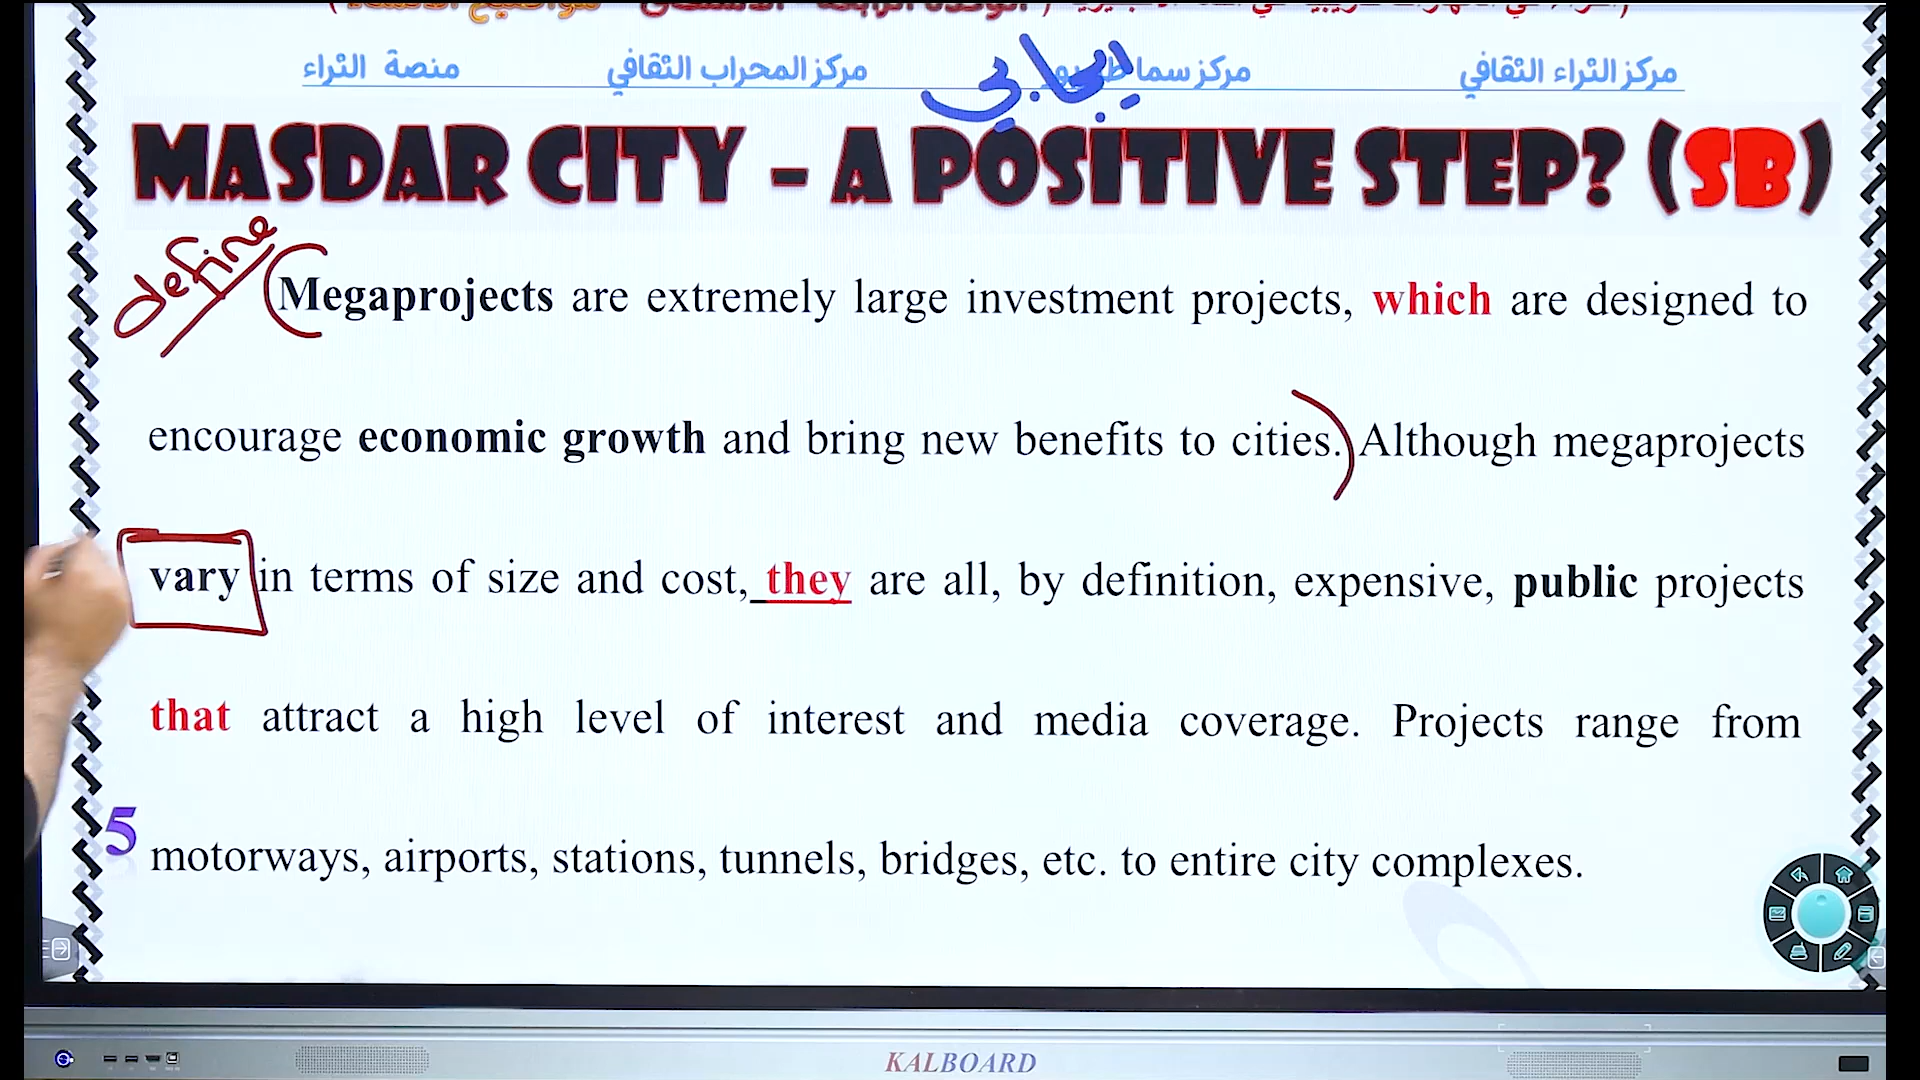 مركز الثراء الثقافي مركز سما مركز المحراب الثقافي منصة الثراء
إيجابي
MASDAR CITY – A POSITIVE STEP? (SB)
define
Megaprojects are extremely large investment projects, which are designed to
encourage economic growth and bring new benefits to cities. Although megaprojects
vary in terms of size and cost, they are all, by definition, expensive, public projects
that attract a high level of interest and media coverage. Projects range from
5
motorways, airports, stations, tunnels, bridges, etc. to entire city complexes.
KALBOARD